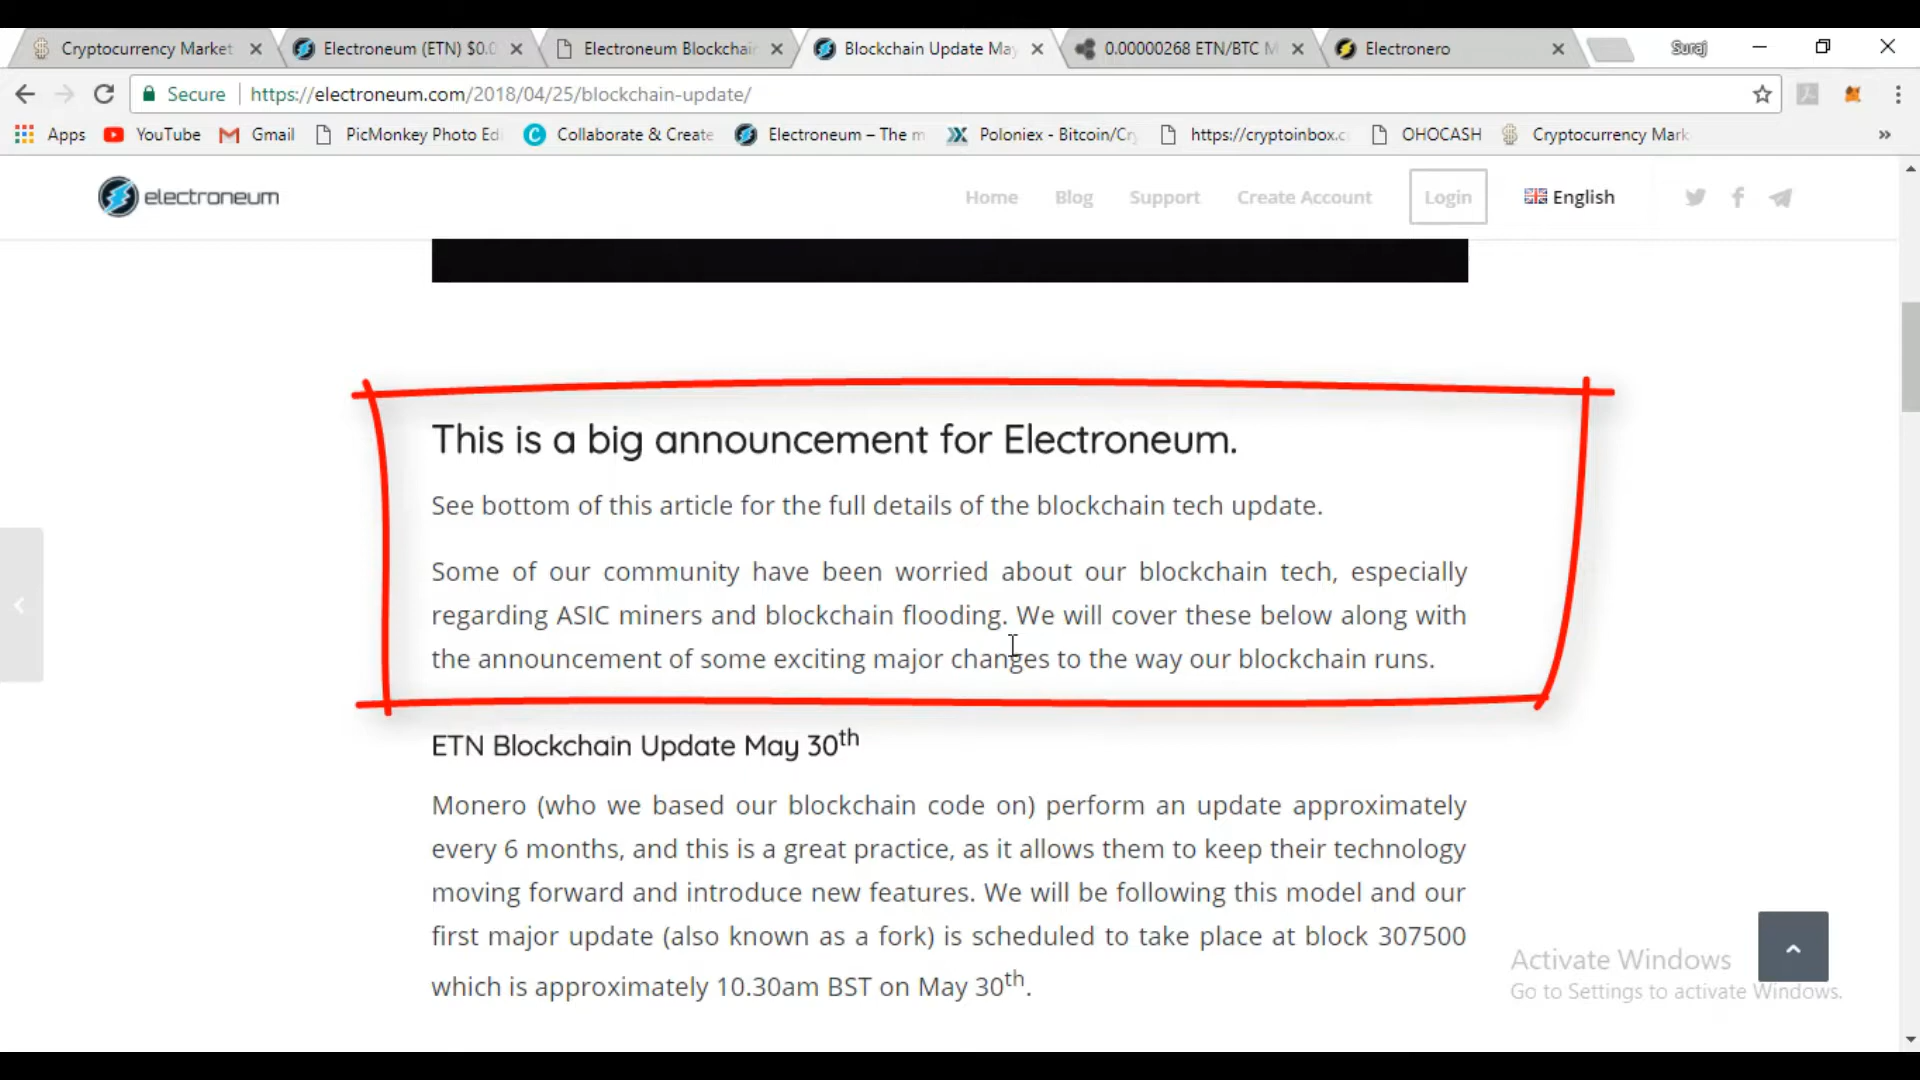 Cryptocurrency Market
Electroneum (ETN) $0.0
Electroneum Blockchain
Blockchain Update May
0.00000268 ETN/BTC M
Electronero
Suraj
Secure
https://electroneum.com/2018/04/25/blockchain-update/
Apps
YouTube
Gmail
PicMonkey Photo Edi
Collaborate & Create
Electroneum – The m
Poloniex - Bitcoin/Cry
https://cryptoinbox.c
OHOCASH
Cryptocurrency Mark
»
electroneum
Home
Blog
Support
Create Account
Login
English
This is a big announcement for Electroneum.
See bottom of this article for the full details of the blockchain tech update.
Some of our community have been worried about our blockchain tech, especially
regarding ASIC miners and blockchain flooding. We will cover these below along with
the announcement of some exciting major changes to the way our blockchain runs.
ETN Blockchain Update May 30th
Monero (who we based our blockchain code on) perform an update approximately
every 6 months, and this is a great practice, as it allows them to keep their technology
moving forward and introduce new features. We will be following this model and our
first major update (also known as a fork) is scheduled to take place at block 307500
which is approximately 10.30am BST on May 30th.
Activate Windows
Go to Settings to activate Windows.